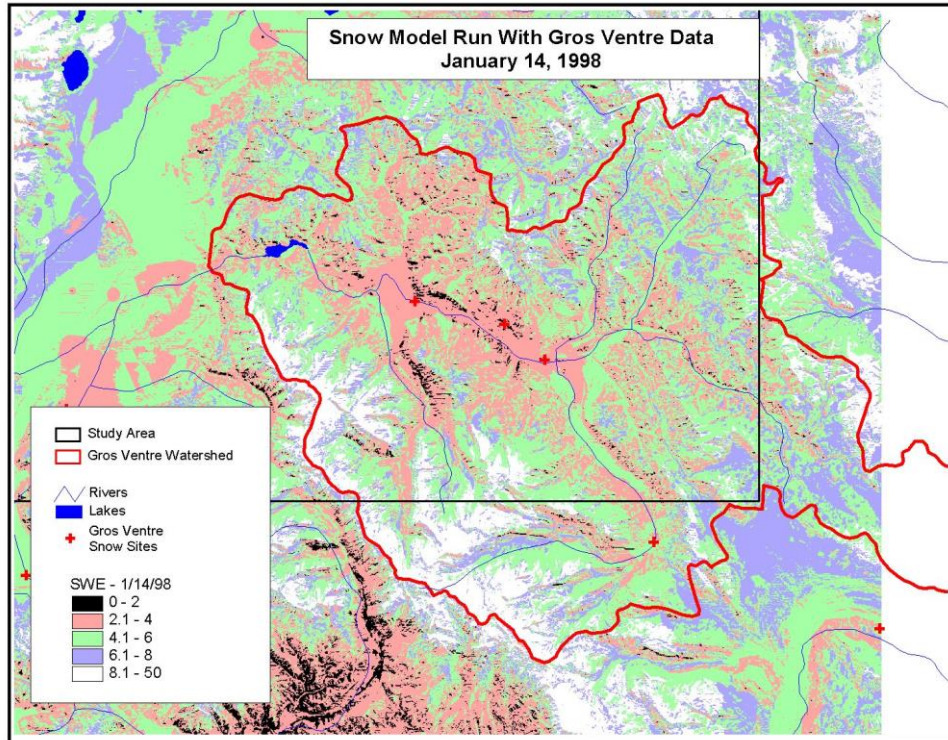 Snow Model Run With Gros Ventre Data
January 14, 1998
Study Area
Gros Ventre Watershed
Rivers
Lakes
Gros Ventre
Snow Sites
SWE - 1/14/98
0 - 2
2.1 - 4
4.1 - 6
6.1 - 8
8.1 - 50